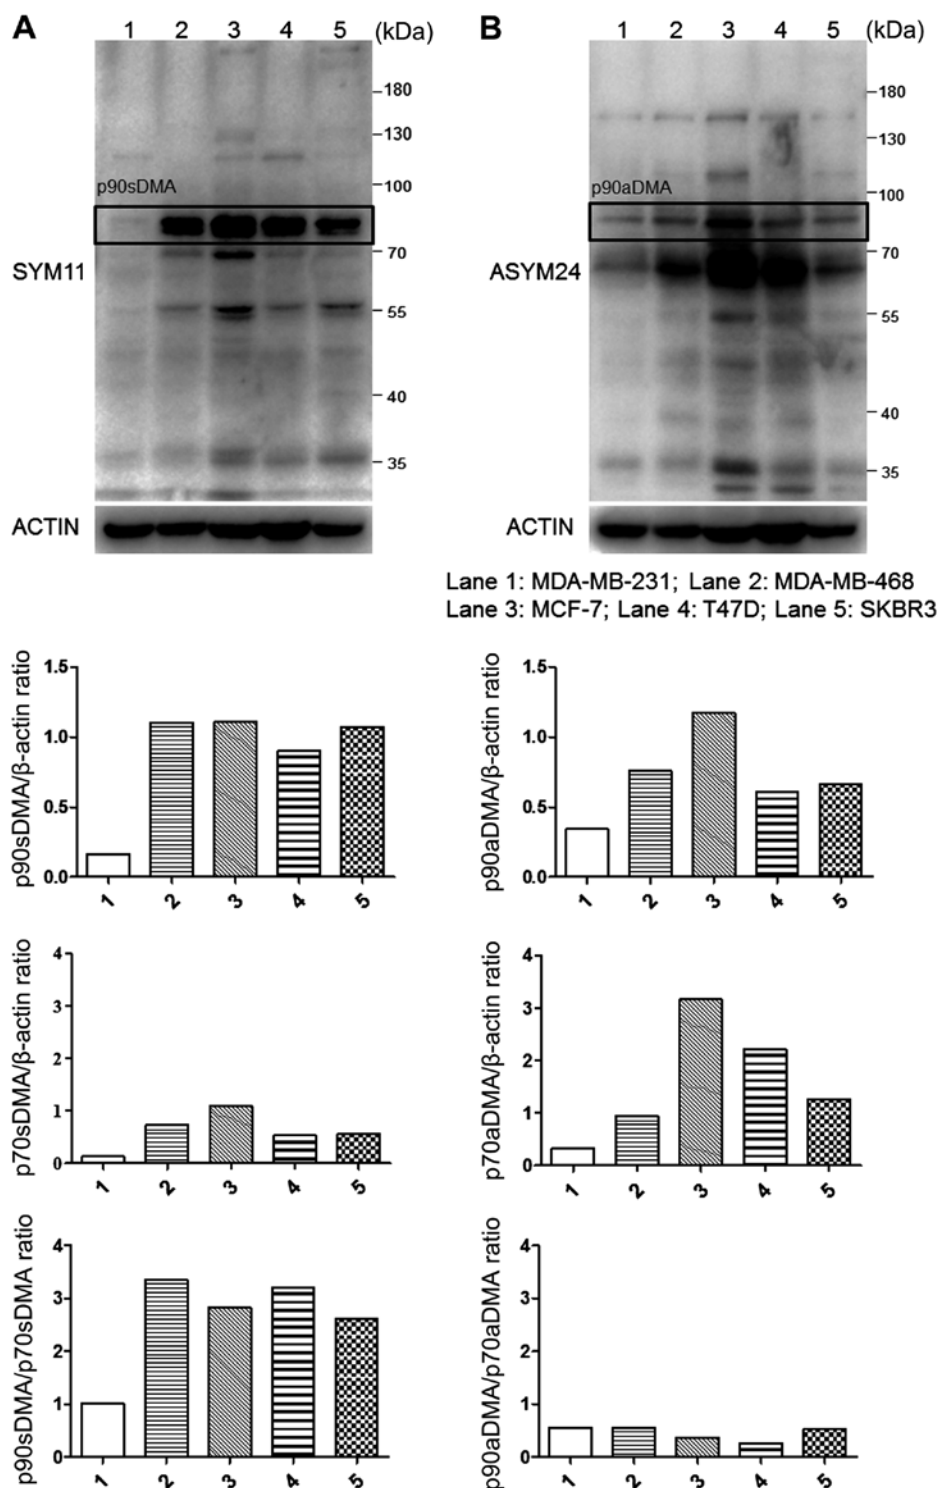 A 1 2 3 4 5 (kDa)
180
130
100
p90sDMA
70
SYM11
55
40
35
ACTIN
B 1 2 3 4 5 (kDa)
180
130
100
p90aDMA
70
ASYM24
55
40
35
ACTIN
Lane 1: MDA-MB-231; Lane 2: MDA-MB-468
Lane 3: MCF-7; Lane 4: T47D; Lane 5: SKBR3
p90sDMA/β-actin ratio
1.5
1.0
0.5
0.0
1 2 3 4 5
p90aDMA/β-actin ratio
1.5
1.0
0.5
0.0
1 2 3 4 5
p70sDMA/β-actin ratio
4
3
2
1
0
1 2 3 4 5
p70aDMA/β-actin ratio
4
3
2
1
0
1 2 3 4 5
p90sDMA/p70sDMA ratio
4
3
2
1
0
1 2 3 4 5
p90aDMA/p70aDMA ratio
4
3
2
1
0
1 2 3 4 5